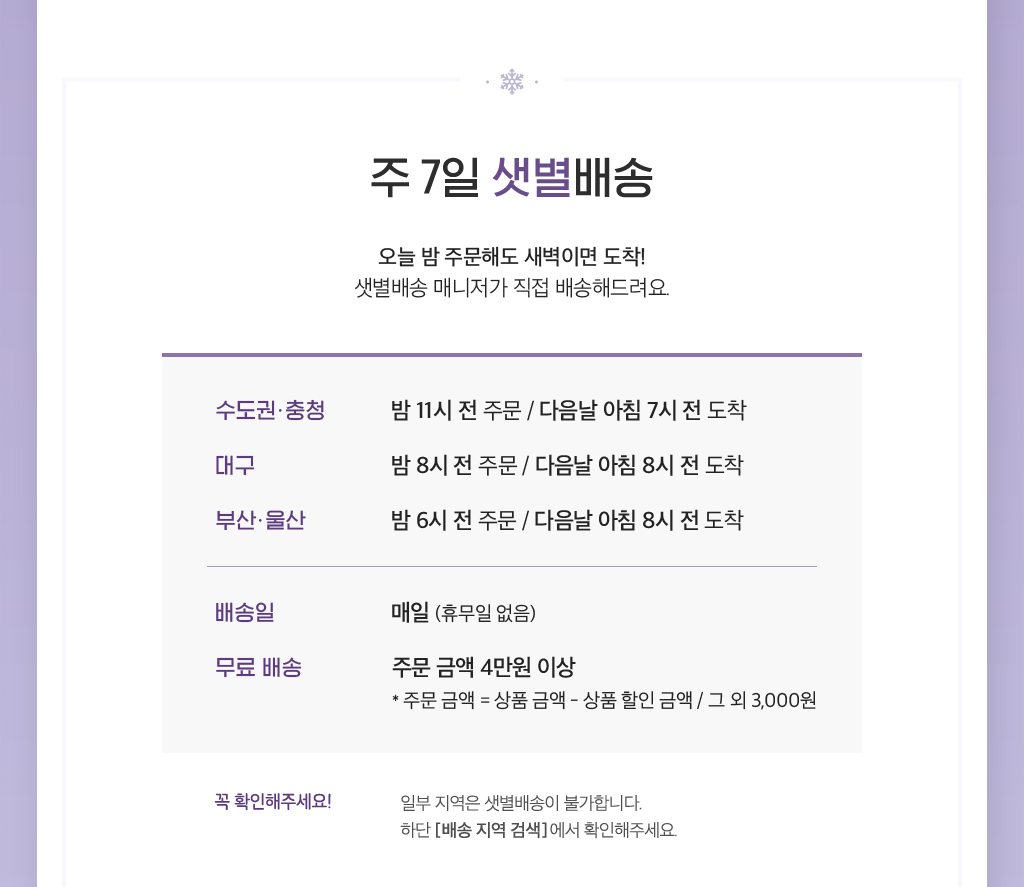 주 7일 샛별배송
오늘 밤 주문해도 새벽이면 도착!
샛별배송 매니저가 직접 배송해드려요.
수도권·충청 밤 11시 전 주문 / 다음날 아침 7시 전 도착
대구 밤 8시 전 주문 / 다음날 아침 8시 전 도착
부산·울산 밤 6시 전 주문 / 다음날 아침 8시 전 도착
배송일 매일 (휴무일 없음)
무료 배송 주문 금액 4만원 이상
* 주문 금액 = 상품 금액 - 상품 할인 금액 / 그 외 3,000원
꼭 확인해주세요! 일부 지역은 샛별배송이 불가합니다.
하단 [배송 지역 검색]에서 확인해주세요.